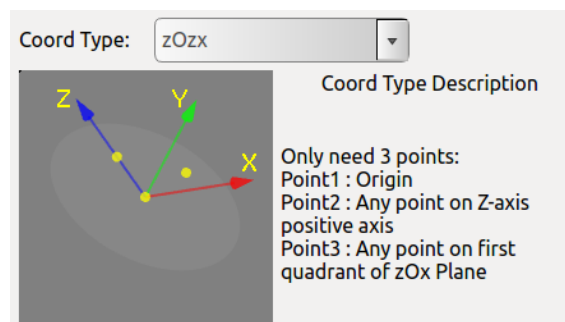 Coord Type: zOzx
Coord Type Description
Z
Y
X
Only need 3 points:
Point1 : Origin
Point2 : Any point on Z-axis
positive axis
Point3 : Any point on first
quadrant of zOx Plane